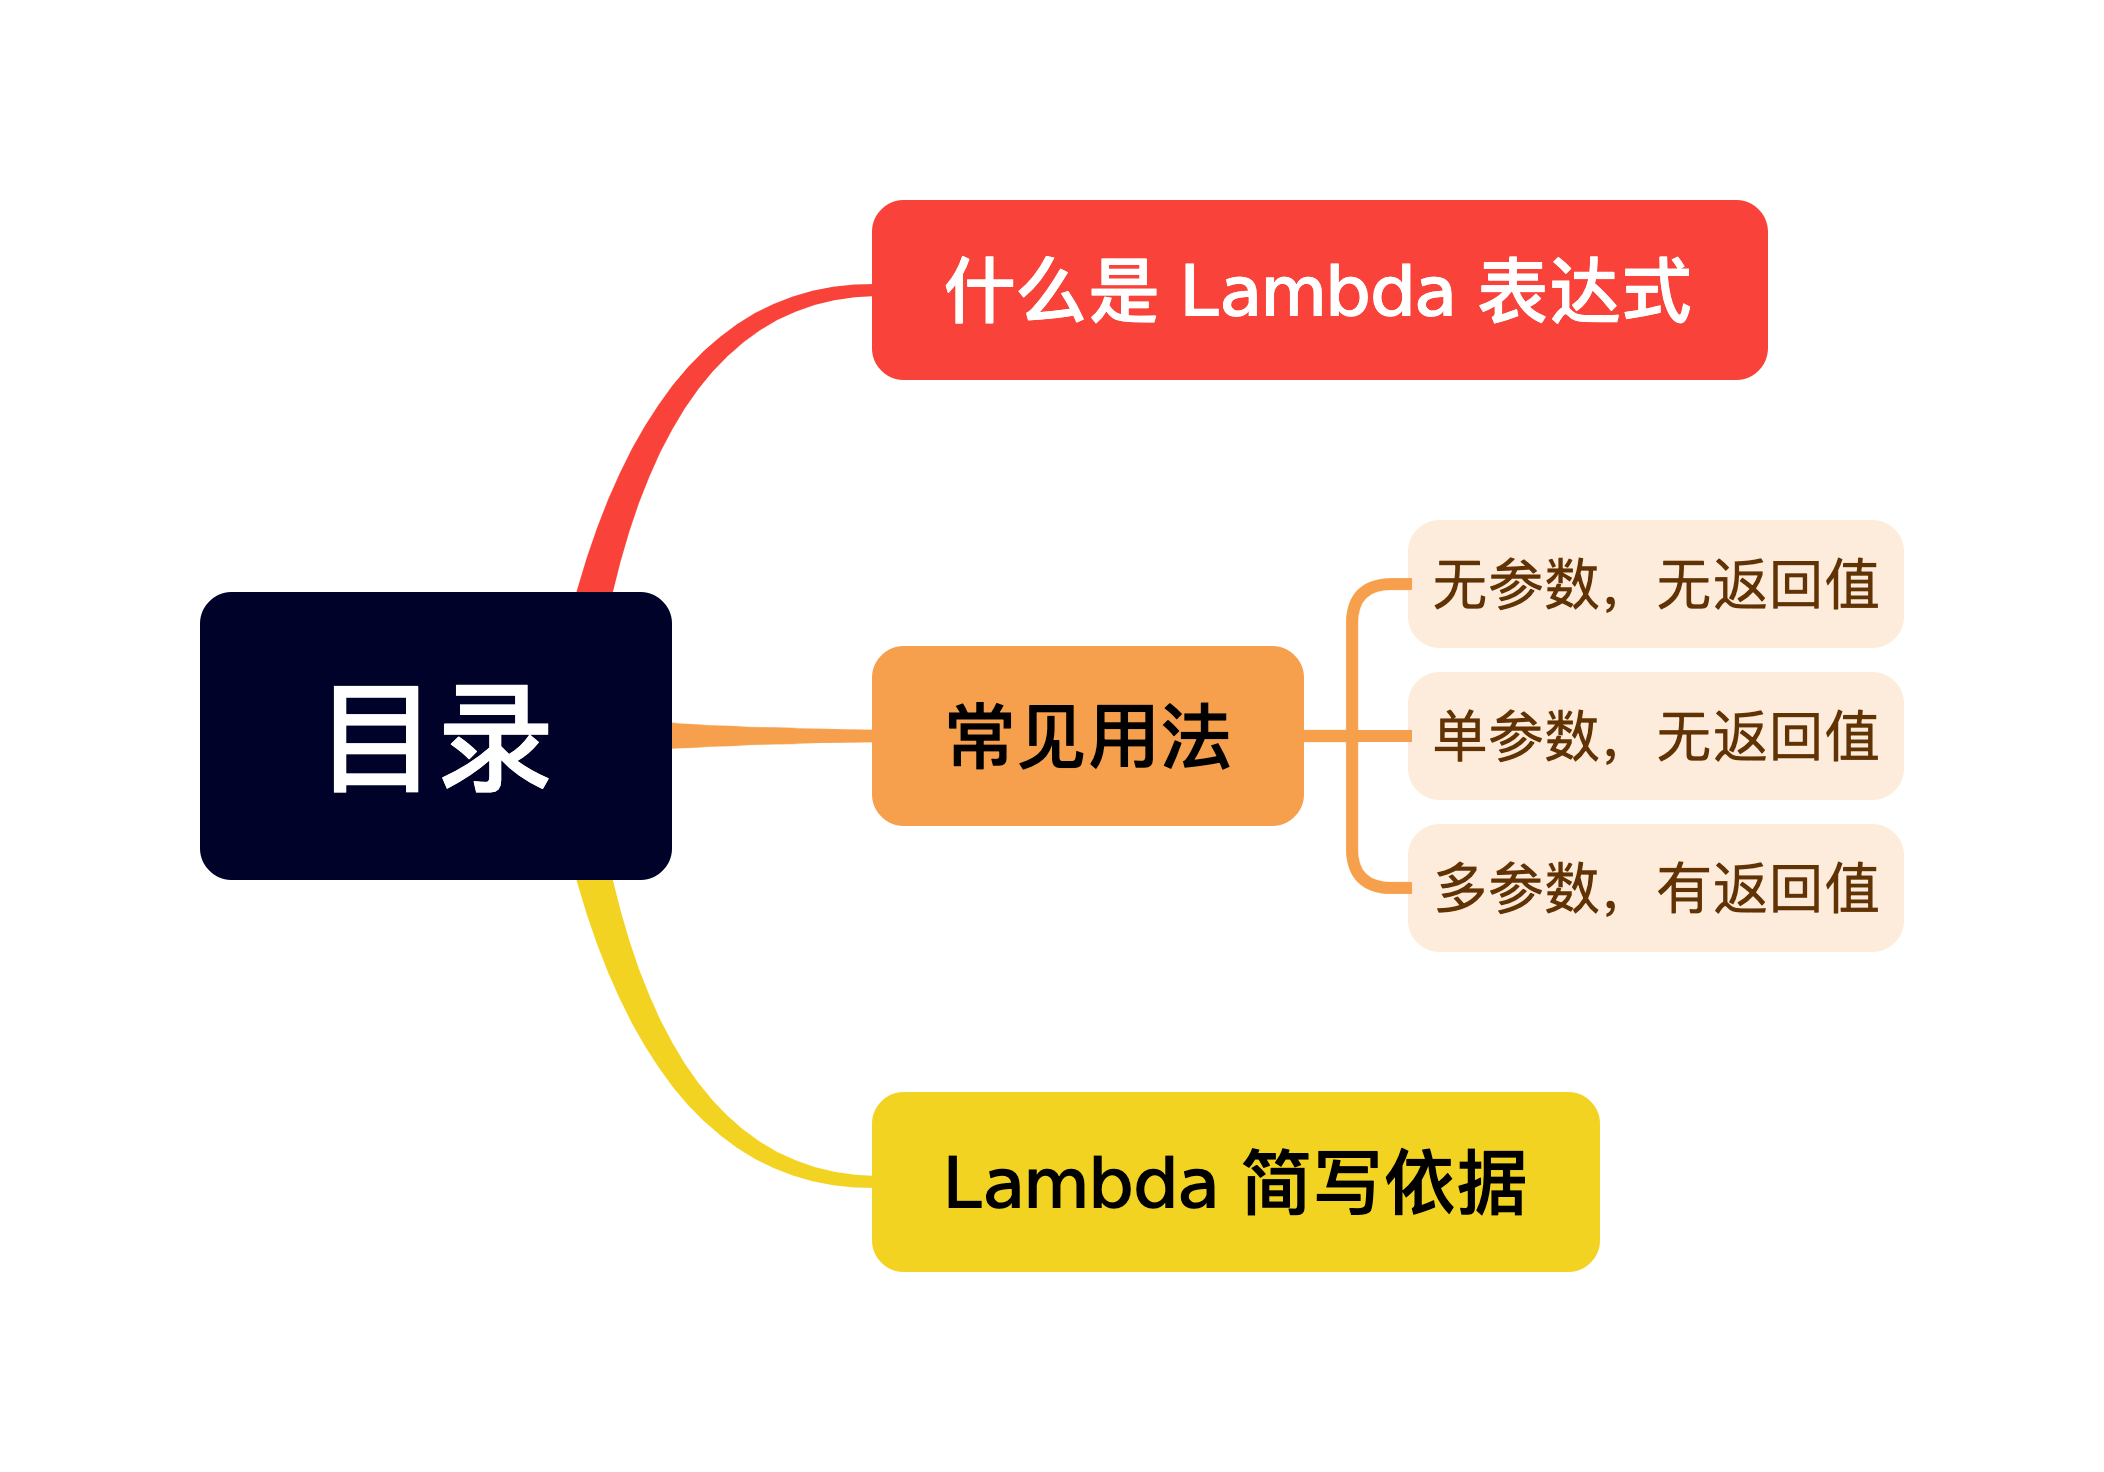 目录
什么是 Lambda 表达式
常见用法
无参数，无返回值
单参数，无返回值
多参数，有返回值
Lambda 简写依据